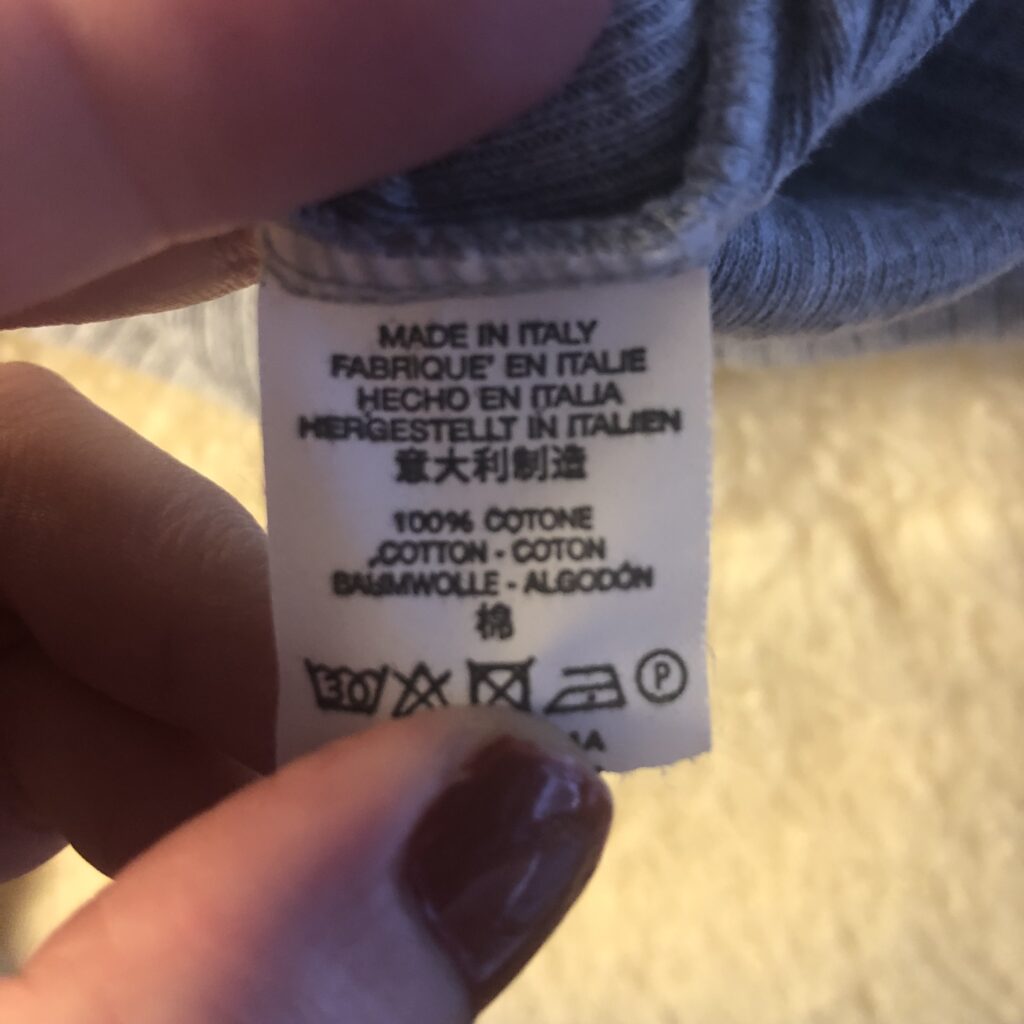 MADE IN ITALY
FABRIQUE' EN ITALIE
HECHO EN ITALIA
HERGESTELLT IN ITALIEN
意大利制造
100% COTONE
COTTON - COTON
BAUMWOLLE - ALGODÓN
棉
30 P